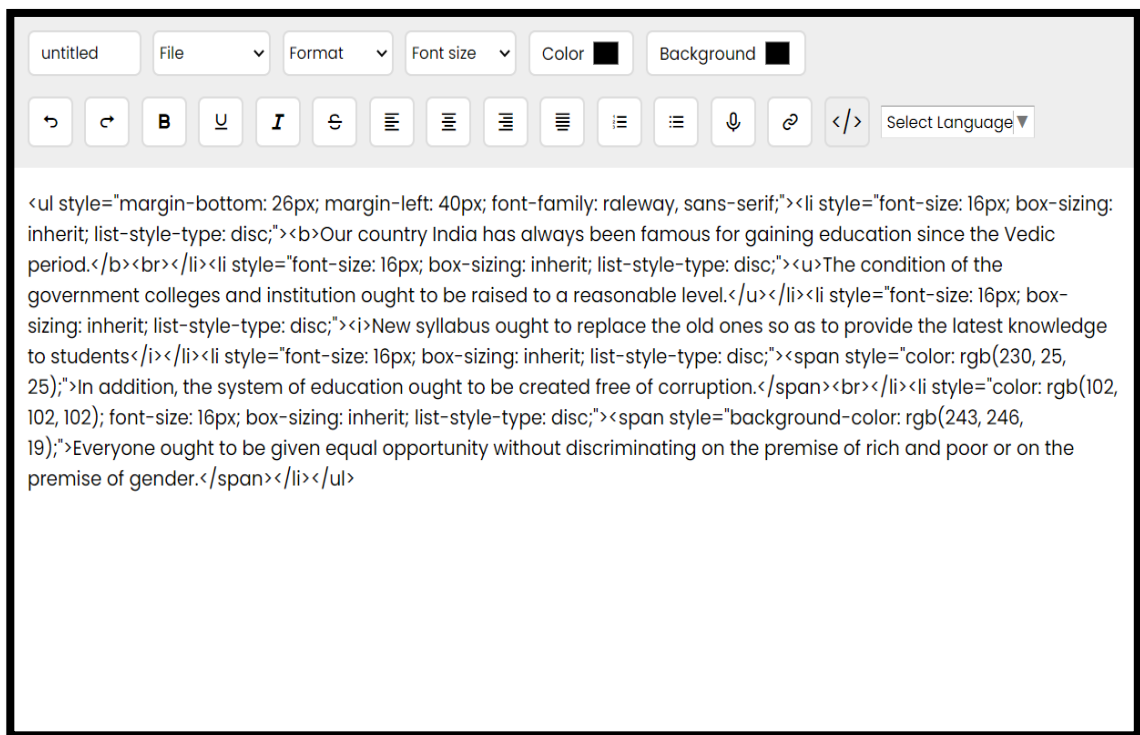 untitled File Format Font size Color Background
B U I S </> Select Language▼
<ul style="margin-bottom: 26px; margin-left: 40px; font-family: raleway, sans-serif;"><li style="font-size: 16px; box-sizing:
inherit; list-style-type: disc;"><b>Our country India has always been famous for gaining education since the Vedic
period.</b><br></li><li style="font-size: 16px; box-sizing: inherit; list-style-type: disc;"><u>The condition of the
government colleges and institution ought to be raised to a reasonable level.</u></li><li style="font-size: 16px; box-
sizing: inherit; list-style-type: disc;"><i>New syllabus ought to replace the old ones so as to provide the latest knowledge
to students</i></li><li style="font-size: 16px; box-sizing: inherit; list-style-type: disc;"><span style="color: rgb(230, 25,
25);">In addition, the system of education ought to be created free of corruption.</span><br></li><li style="color: rgb(102,
102, 102); font-size: 16px; box-sizing: inherit; list-style-type: disc;"><span style="background-color: rgb(243, 246,
19);">Everyone ought to be given equal opportunity without discriminating on the premise of rich and poor or on the
premise of gender.</span></li></ul>